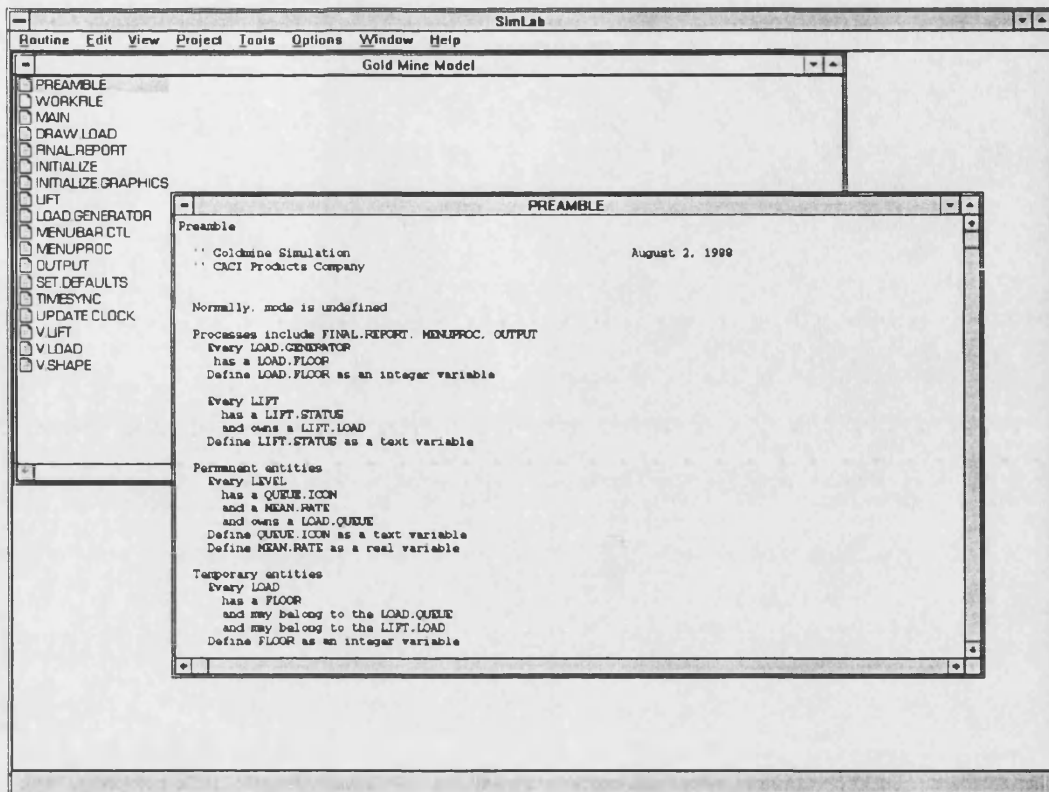 SimLab
Routine Edit View Project Tools Options Window Help
Gold Mine Model
PREAMBLE
WORKFILE
MAIN
DRAW.LOAD
FINAL.REPORT
INITIALIZE
INITIALIZE.GRAPHICS
LIFT
LOAD.GENERATOR
MENUBAR.CTL
MENUPROC
OUTPUT
SET.DEFAULTS
TIMESYNC
UPDATE.CLOCK
V.LIFT
V.LOAD
V.SHAPE
PREAMBLE
Preamble
'' Goldmine Simulation August 2, 1988
'' CACI Products Company
Normally, mode is undefined
Processes include FINAL.REPORT, MENUPROC, OUTPUT
Every LOAD.GENERATOR
has a LOAD.FLOOR
Define LOAD.FLOOR as an integer variable
Every LIFT
has a LIFT.STATUS
and owns a LIFT.LOAD
Define LIFT.STATUS as a text variable
Permanent entities
Every LEVEL
has a QUEUE.ICON
and a MEAN.RATE
and owns a LOAD.QUEUE
Define QUEUE.ICON as a text variable
Define MEAN.RATE as a real variable
Temporary entities
Every LOAD
has a FLOOR
and may belong to the LOAD.QUEUE
and may belong to the LIFT.LOAD
Define FLOOR as an integer variable